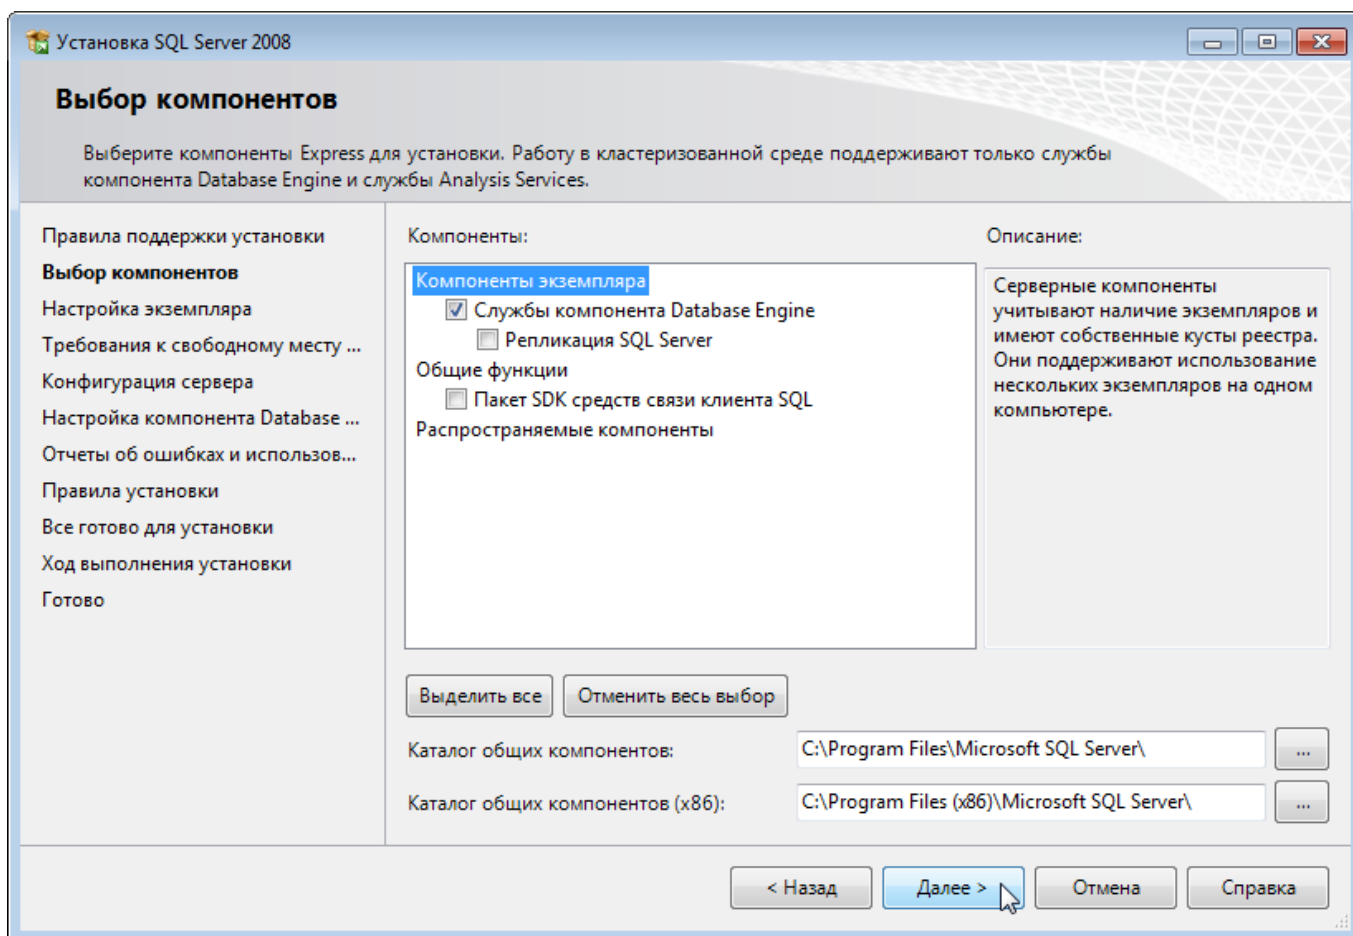 Установка SQL Server 2008
Выбор компонентов
Выберите компоненты Express для установки. Работу в кластеризованной среде поддерживают только службы
компонента Database Engine и службы Analysis Services.
Правила поддержки установки
Выбор компонентов
Настройка экземпляра
Требования к свободному месту ...
Конфигурация сервера
Настройка компонента Database ...
Отчеты об ошибках и использов...
Правила установки
Все готово для установки
Ход выполнения установки
Готово
Компоненты:
Компоненты экземпляра
Службы компонента Database Engine
Репликация SQL Server
Общие функции
Пакет SDK средств связи клиента SQL
Распространяемые компоненты
Описание:
Серверные компоненты
учитывают наличие экземпляров и
имеют собственные кусты реестра.
Они поддерживают использование
нескольких экземпляров на одном
компьютере.
Выделить все
Отменить весь выбор
Каталог общих компонентов:
C:\Program Files\Microsoft SQL Server\
...
Каталог общих компонентов (x86):
C:\Program Files (x86)\Microsoft SQL Server\
...
< Назад
Далее >
Отмена
Справка